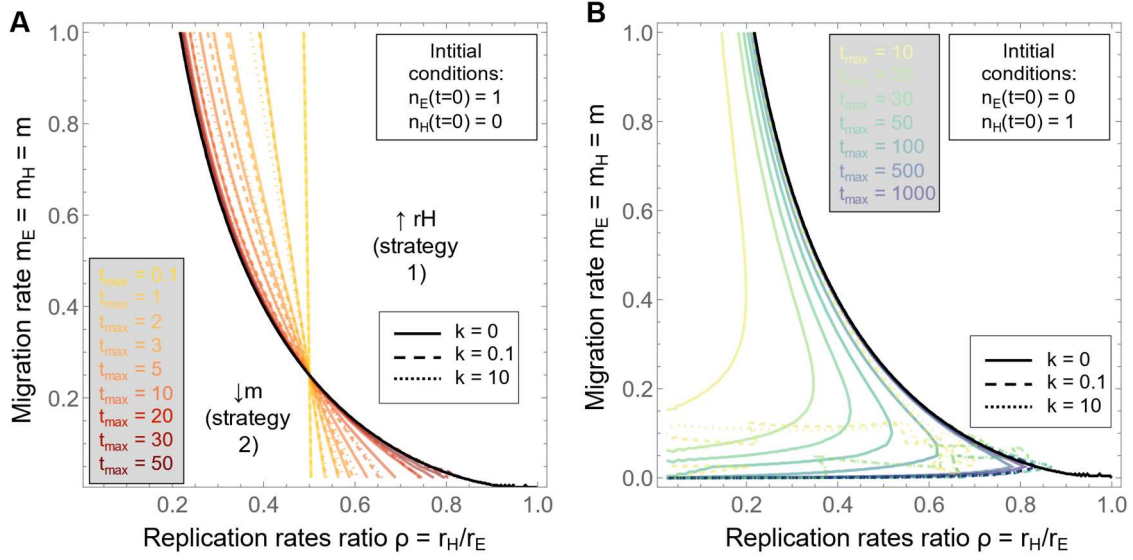 A
Intitial
conditions:
n_E(t=0) = 1
n_H(t=0) = 0
↑ rH
(strategy
1)
↓m
(strategy
2)
t_max = 0.1
t_max = 1
t_max = 2
t_max = 3
t_max = 5
t_max = 10
t_max = 20
t_max = 30
t_max = 50
k = 0
k = 0.1
k = 10
1.0
0.8
0.6
0.4
0.2
0.2
0.4
0.6
0.8
1.0
Migration rate m_E = m_H = m
Replication rates ratio ρ = r_H/r_E
B
t_max = 10
t_max = 30
t_max = 50
t_max = 100
t_max = 500
t_max = 1000
Intitial
conditions:
n_E(t=0) = 0
n_H(t=0) = 1
k = 0
k = 0.1
k = 10
1.0
0.8
0.6
0.4
0.2
0.0
0.2
0.4
0.6
0.8
1.0
Migration rate m_E = m_H = m
Replication rates ratio ρ = r_H/r_E